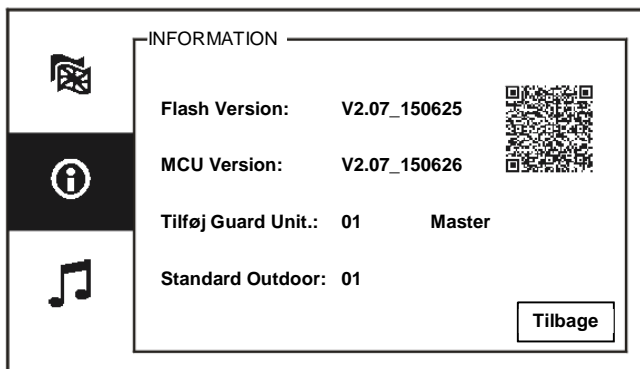 INFORMATION
Flash Version: V2.07_150625
MCU Version: V2.07_150626
Tilføj Guard Unit.: 01 Master
Standard Outdoor: 01
Tilbage